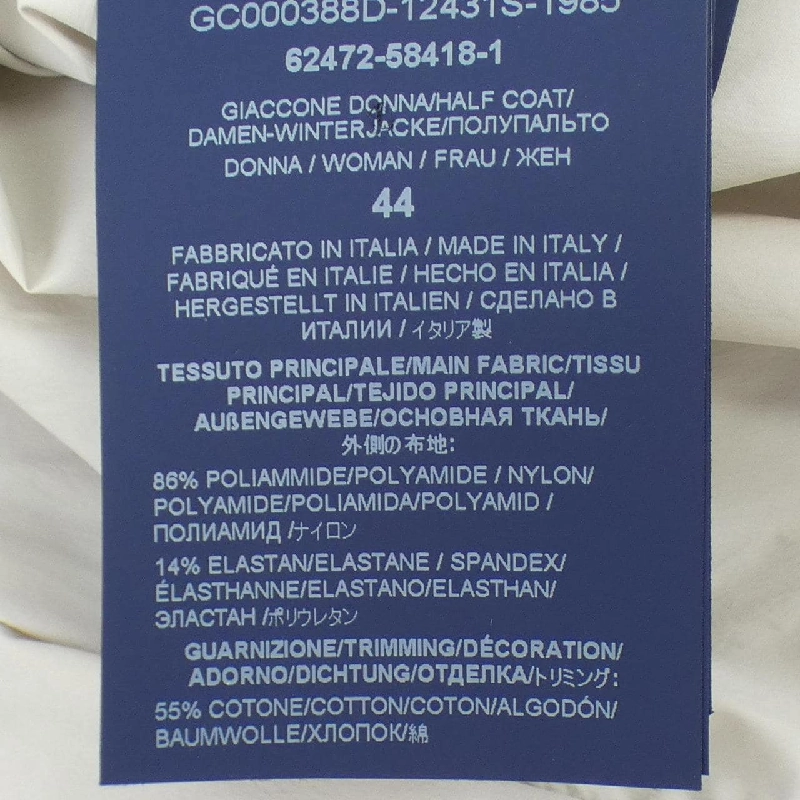 GC000388D-12431S-1985
62472-58418-1
GIACCONE DONNA/HALF COAT/
DAMEN-WINTERJACKE/ПОЛУПАЛЬТО
DONNA / WOMAN / FRAU / ЖЕН
44
FABBRICATO IN ITALIA / MADE IN ITALY /
FABRIQUÉ EN ITALIE / HECHO EN ITALIA /
HERGESTELLT IN ITALIEN / СДЕЛАНО В
ИТАЛИИ / イタリア製
TESSUTO PRINCIPALE/MAIN FABRIC/TISSU
PRINCIPAL/TEJIDO PRINCIPAL/
AUßENGEWEBE/ОСНОВНАЯ ТКАНЬ/
外側の布地:
86% POLIAMMIDE/POLYAMIDE / NYLON/
POLYAMIDE/POLIAMIDA/POLYAMID /
ПОЛИАМИД /ナイロン
14% ELASTAN/ELASTANE / SPANDEX/
ÉLASTHANNE/ELASTANO/ELASTHAN/
ЭЛАСТАН /ポリウレタン
GUARNIZIONE/TRIMMING/DÉCORATION/
ADORNO/DICHTUNG/ОТДЕЛКА/トリミング:
55% COTONE/COTTON/COTON/ALGODÓN/
BAUMWOLLE/ХЛОПОК/綿